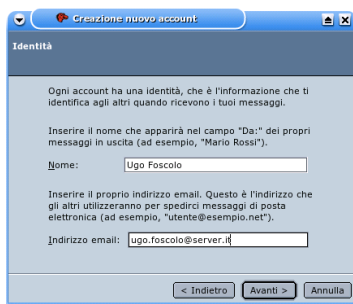 Creazione nuovo account
Identità
Ogni account ha una identità, che è l'informazione che ti
identifica agli altri quando ricevono i tuoi messaggi.
Inserire il nome che apparirà nel campo "Da:" dei propri
messaggi in uscita (ad esempio, "Mario Rossi").
Nome: Ugo Foscolo
Inserire il proprio indirizzo email. Questo è l'indirizzo che
gli altri utilizzeranno per spedirci messaggi di posta
elettronica (ad esempio, "utente@esempio.net").
Indirizzo email: ugo.foscolo@server.it
< Indietro Avanti > Annulla